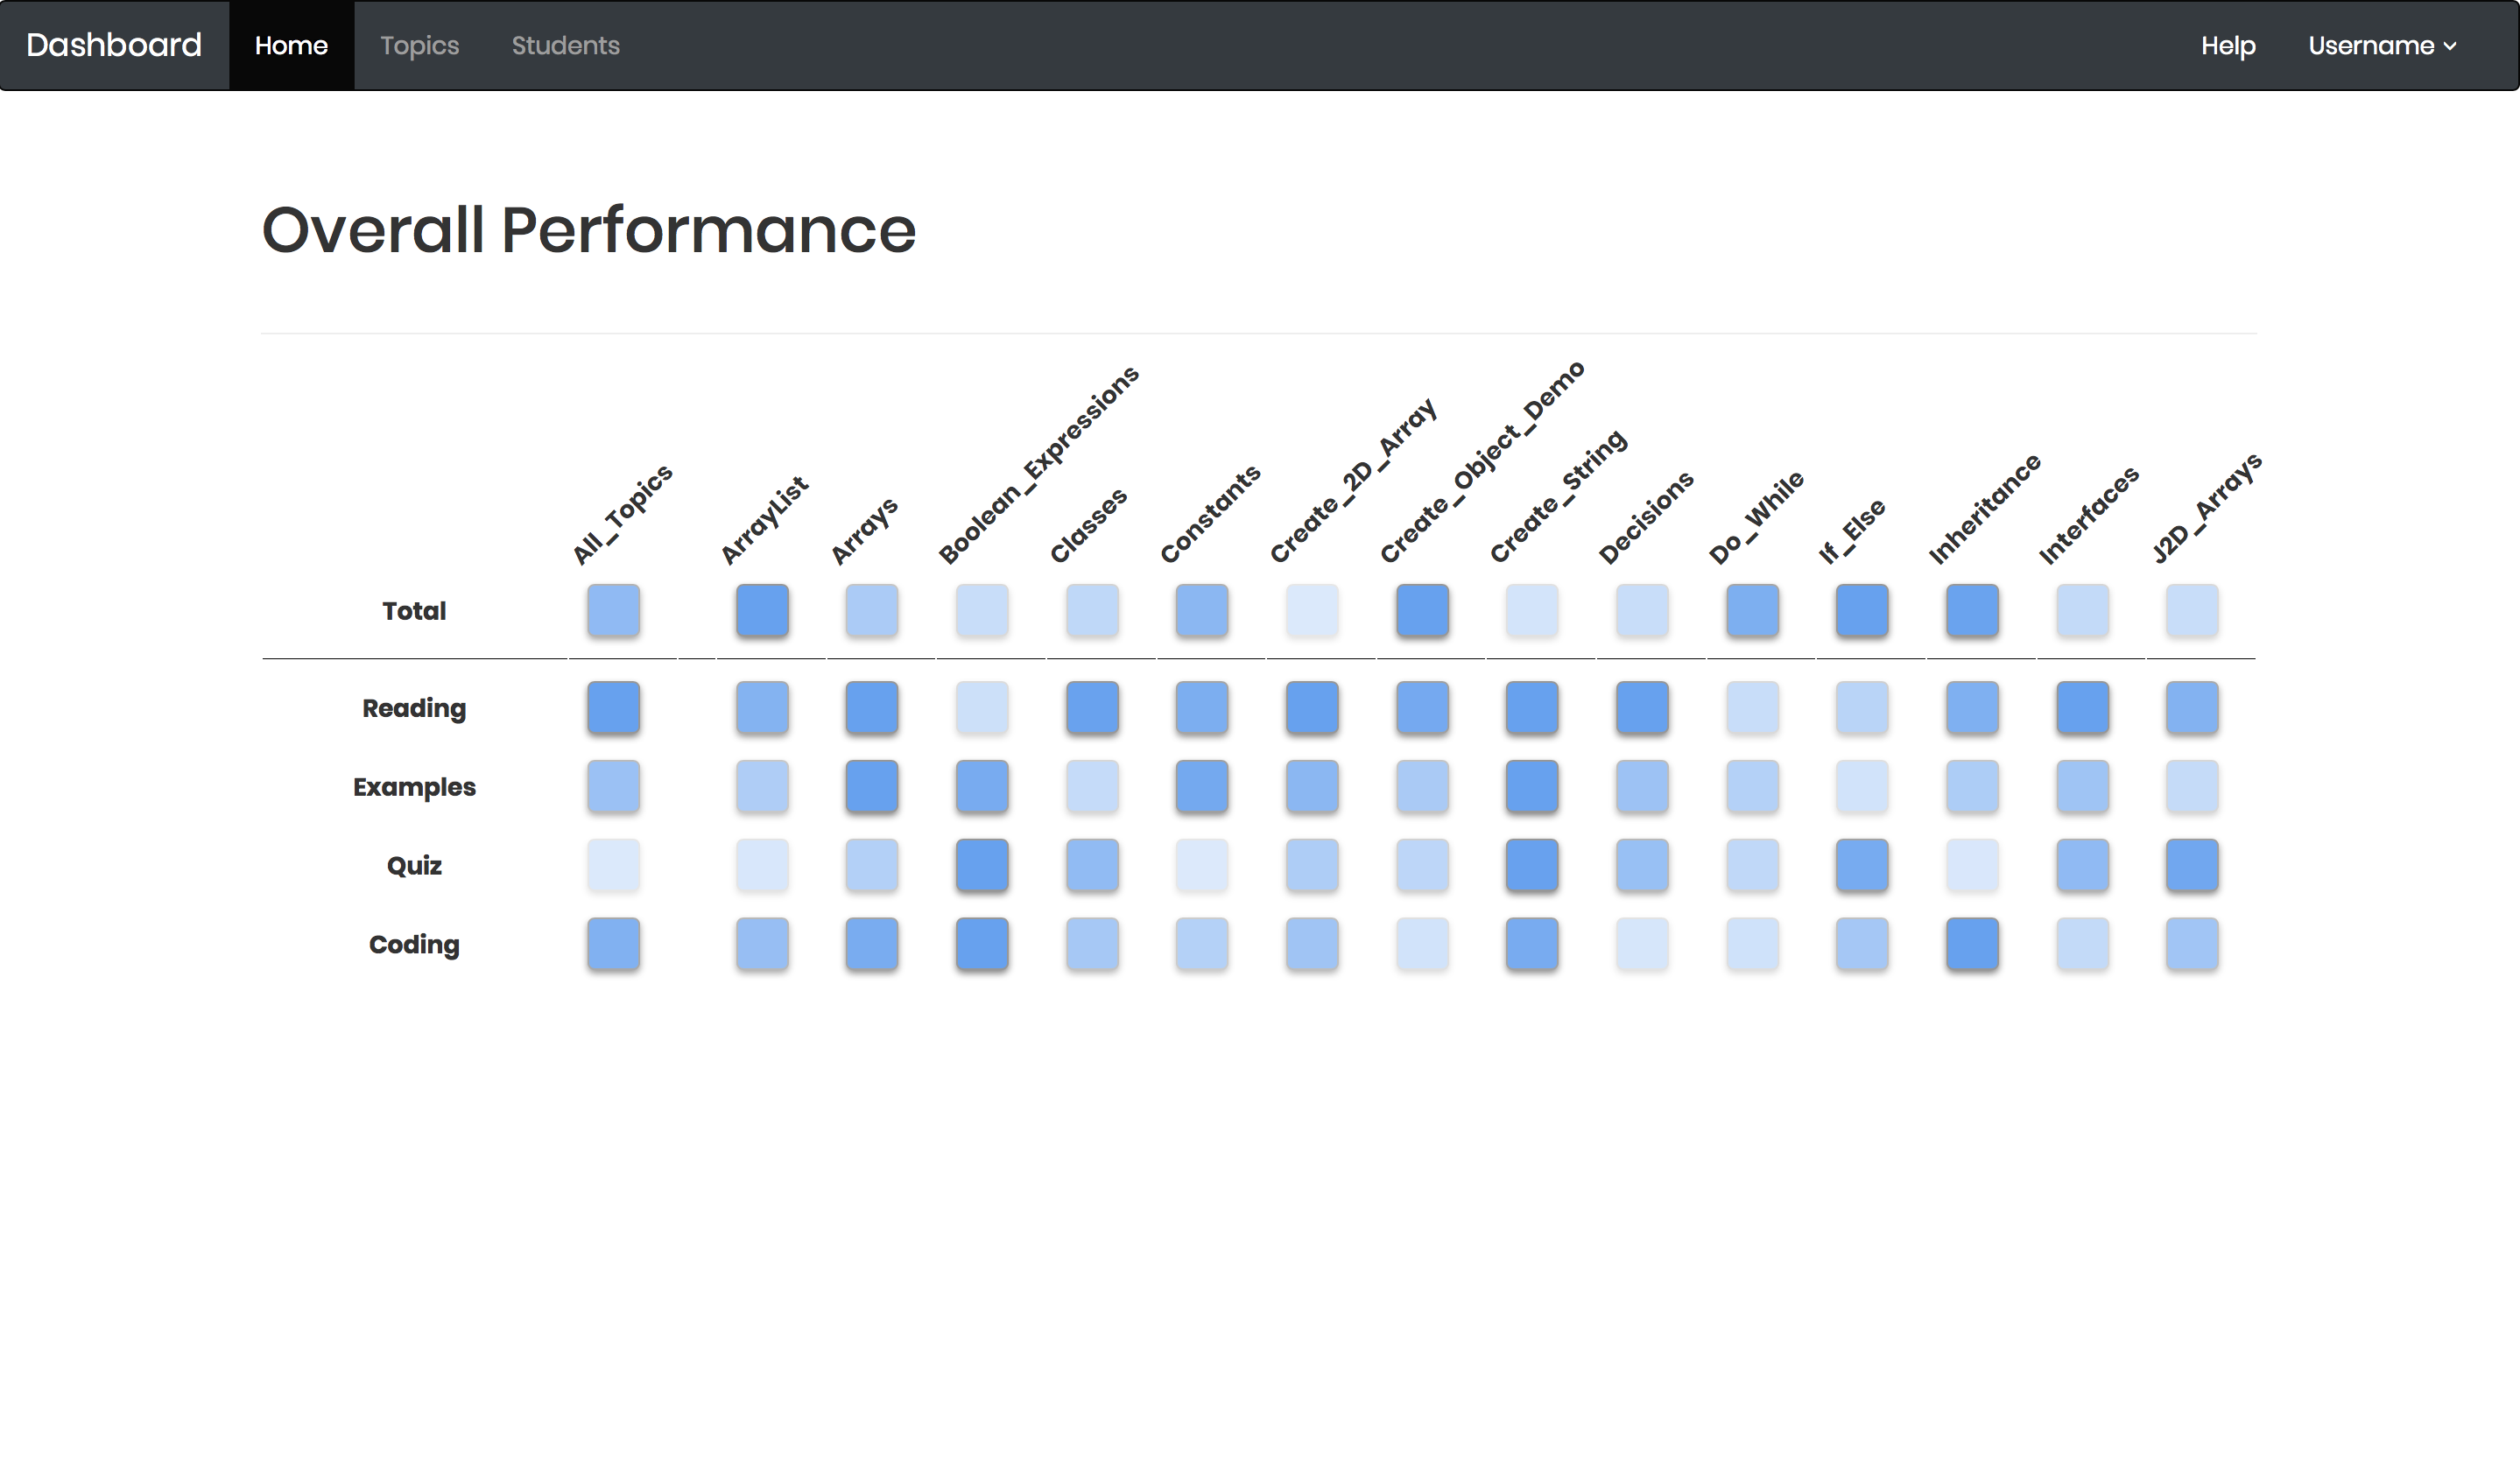 Dashboard Home Topics Students Help Username
Overall Performance
All_Topics ArrayList Arrays Boolean_Expressions Classes Constants Create_2D_Array Create_Object_Demo Create_String Decisions Do_While If_Else Inheritance Interfaces J2D_Arrays
Total
Reading
Examples
Quiz
Coding